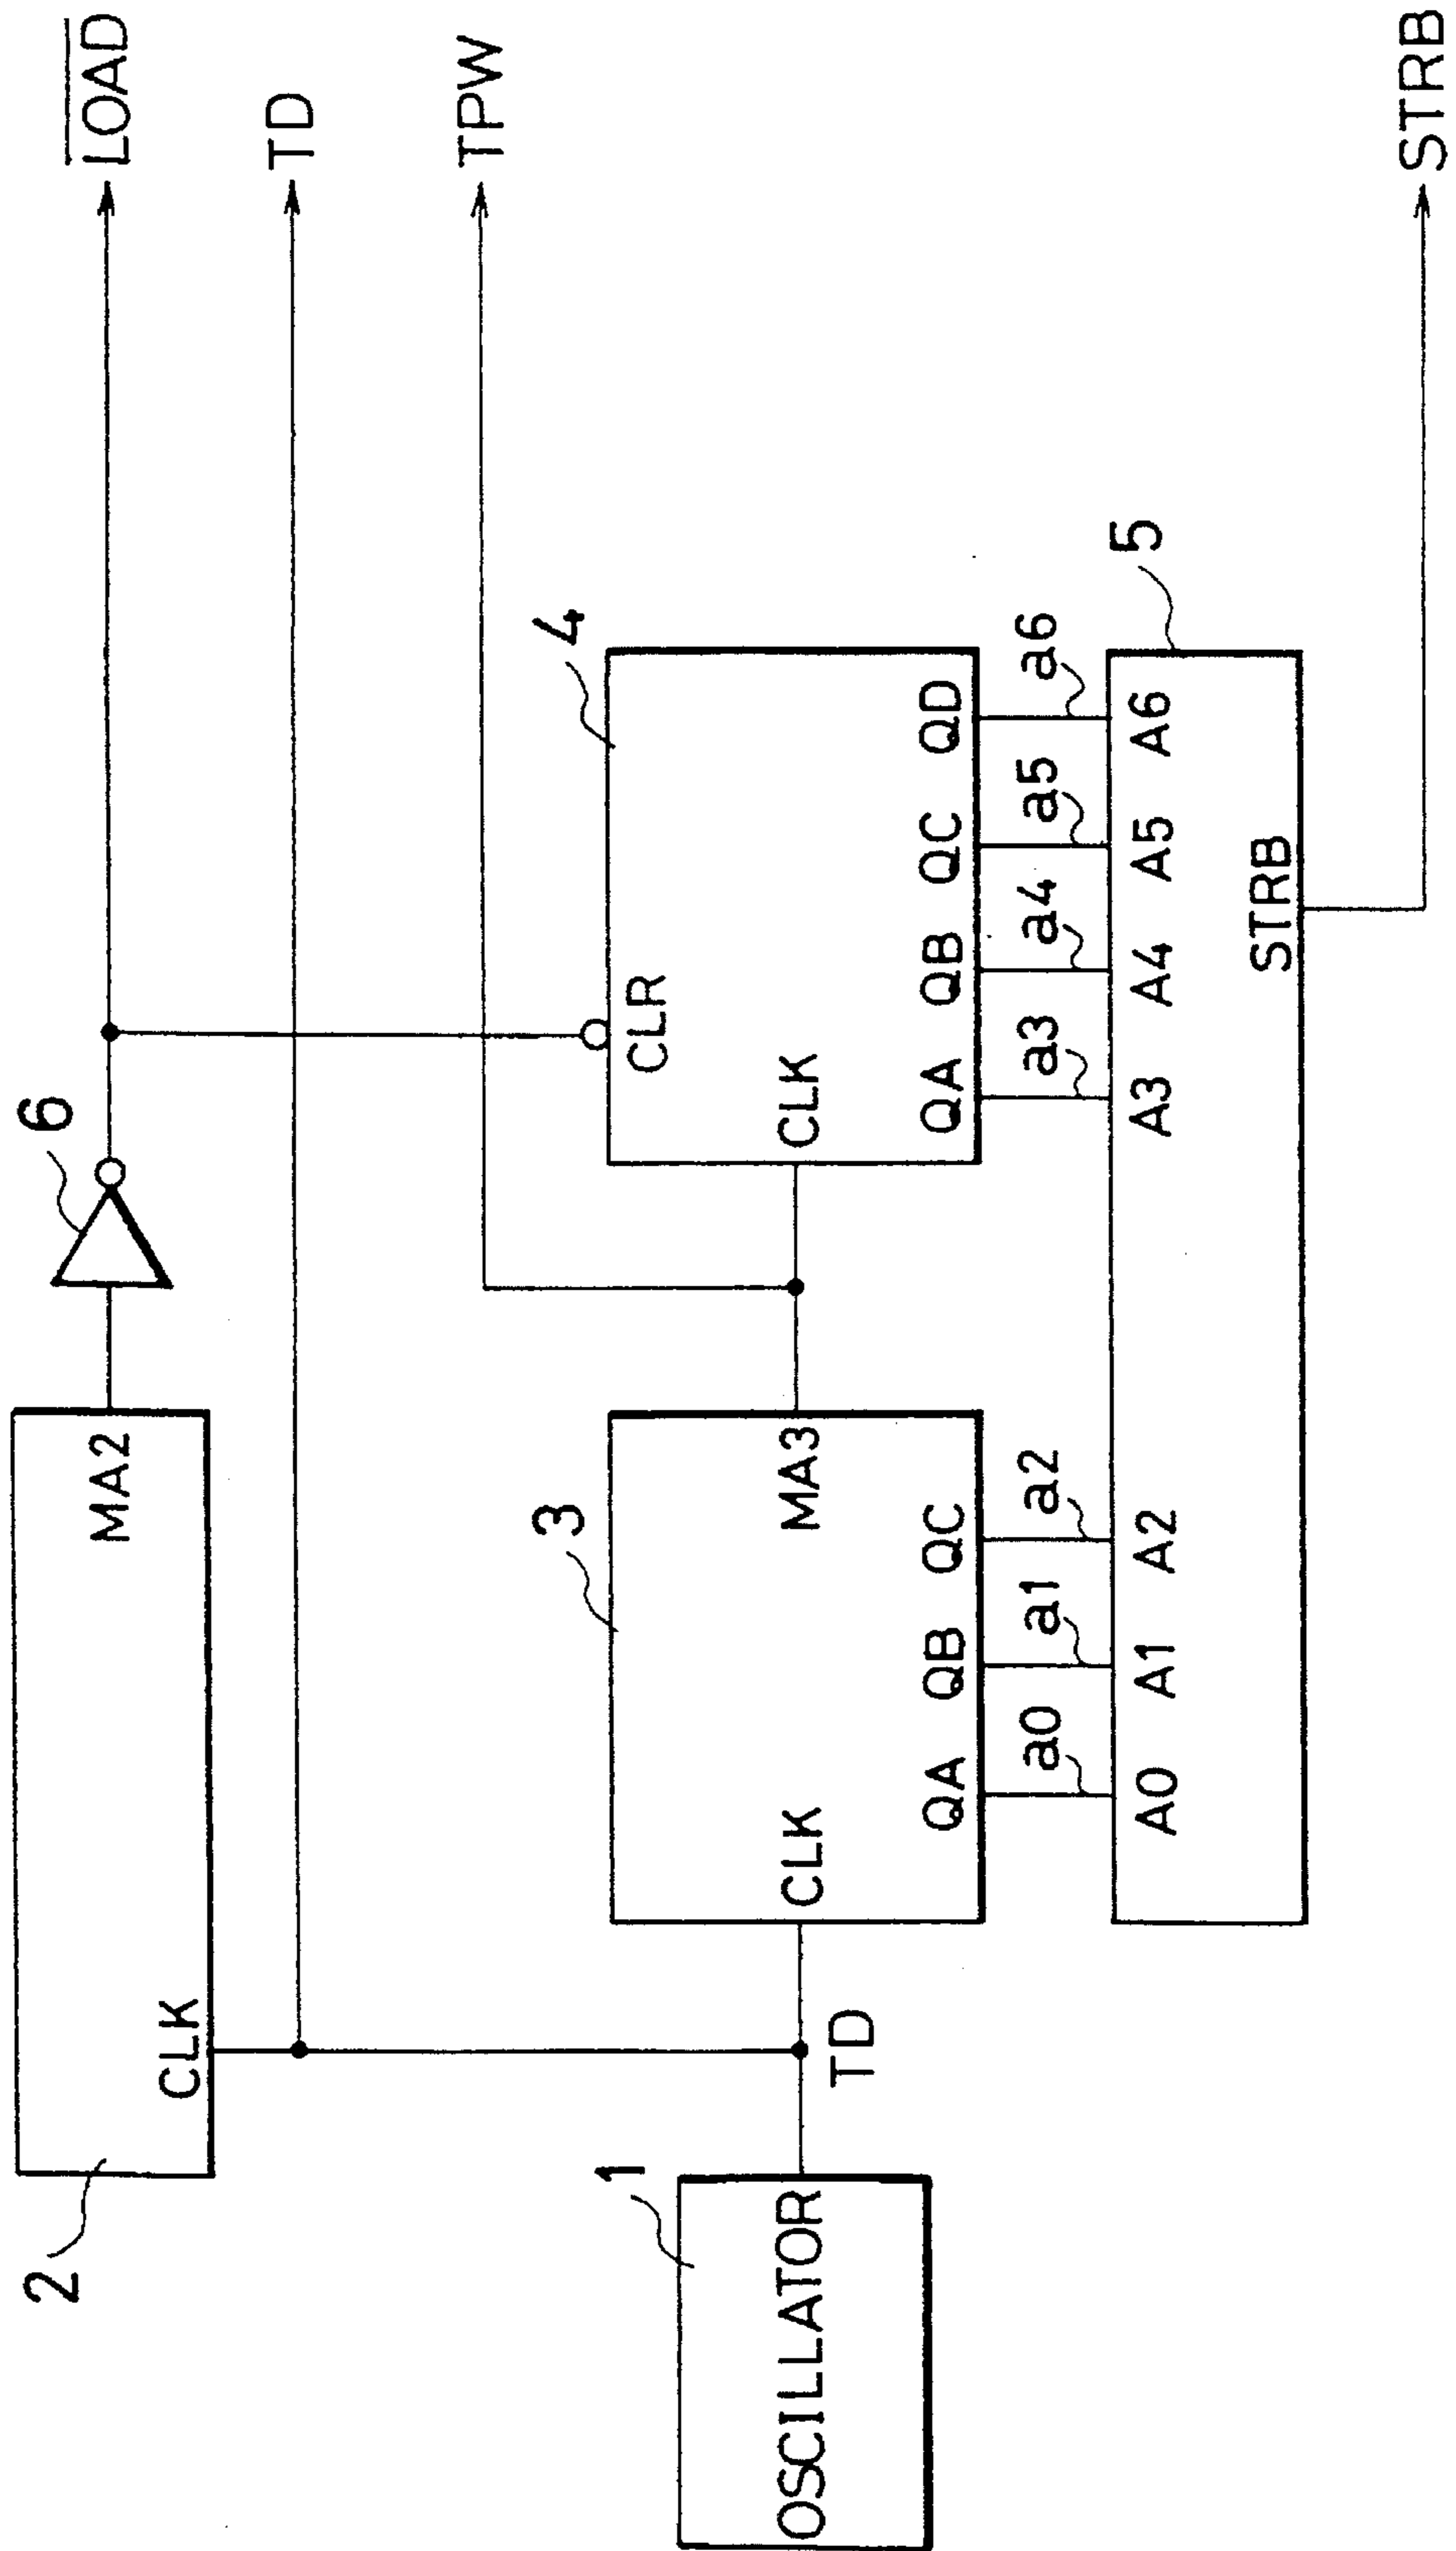 2
CLK
MA2
6
LOAD
TD
TPW
1
OSCILLATOR
TD
3
CLK
MA3
QA
QB
QC
4
CLR
CLK
QA
QB
QC
QD
a0
a1
a2
a3
a4
a5
a6
5
A0
A1
A2
A3
A4
A5
A6
STRB
STRB